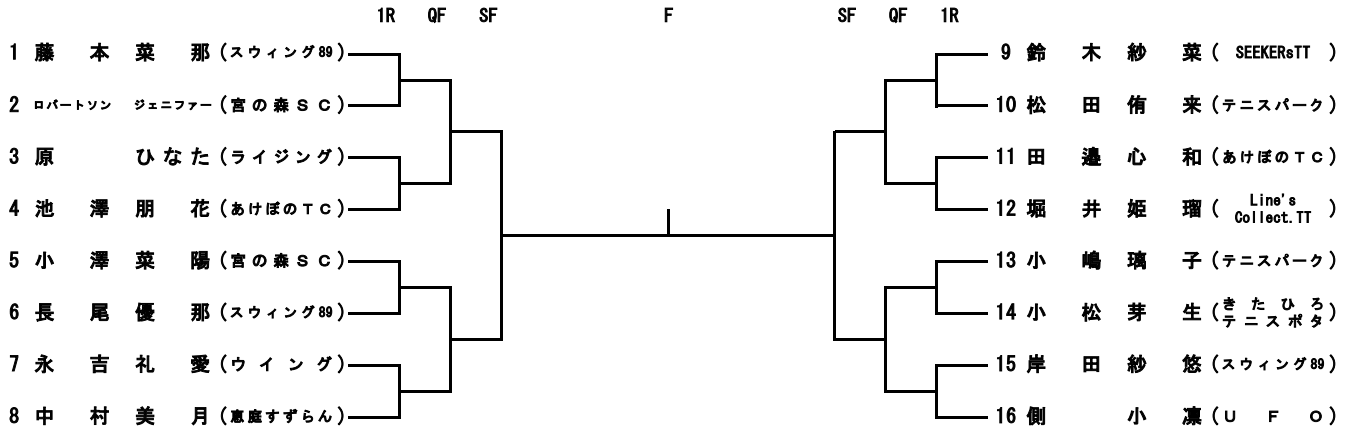 1R QF SF F SF QF 1R
1 藤本菜那 (スウィング89)
2 ロバートソン ジェニファー (宮の森SC)
3 原 ひなた (ライジング)
4 池澤朋花 (あけぼのTC)
5 小澤菜陽 (宮の森SC)
6 長尾優那 (スウィング89)
7 永吉礼愛 (ウイング)
8 中村美月 (恵庭すずらん)
9 鈴木紗菜 (SEEKERsTT)
10 松田侑来 (テニスパーク)
11 田邉心和 (あけぼのTC)
12 堀井姫瑠 (Line's
Collect.TT)
13 小嶋璃子 (テニスパーク)
14 小松芽生 (きたひろ
テニスポタ)
15 岸田紗悠 (スウィング89)
16 側 小凛 (UFO)